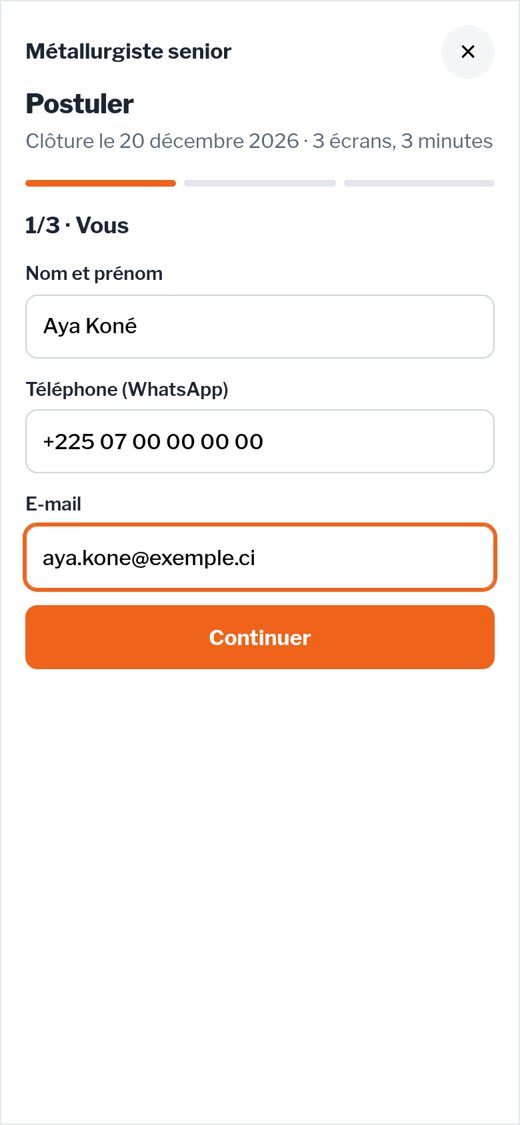 Métallurgiste senior
✕
Postuler
Clôture le 20 décembre 2026 · 3 écrans, 3 minutes
1/3 · Vous
Nom et prénom
Aya Koné
Téléphone (WhatsApp)
+225 07 00 00 00 00
E-mail
aya.kone@exemple.ci
Continuer